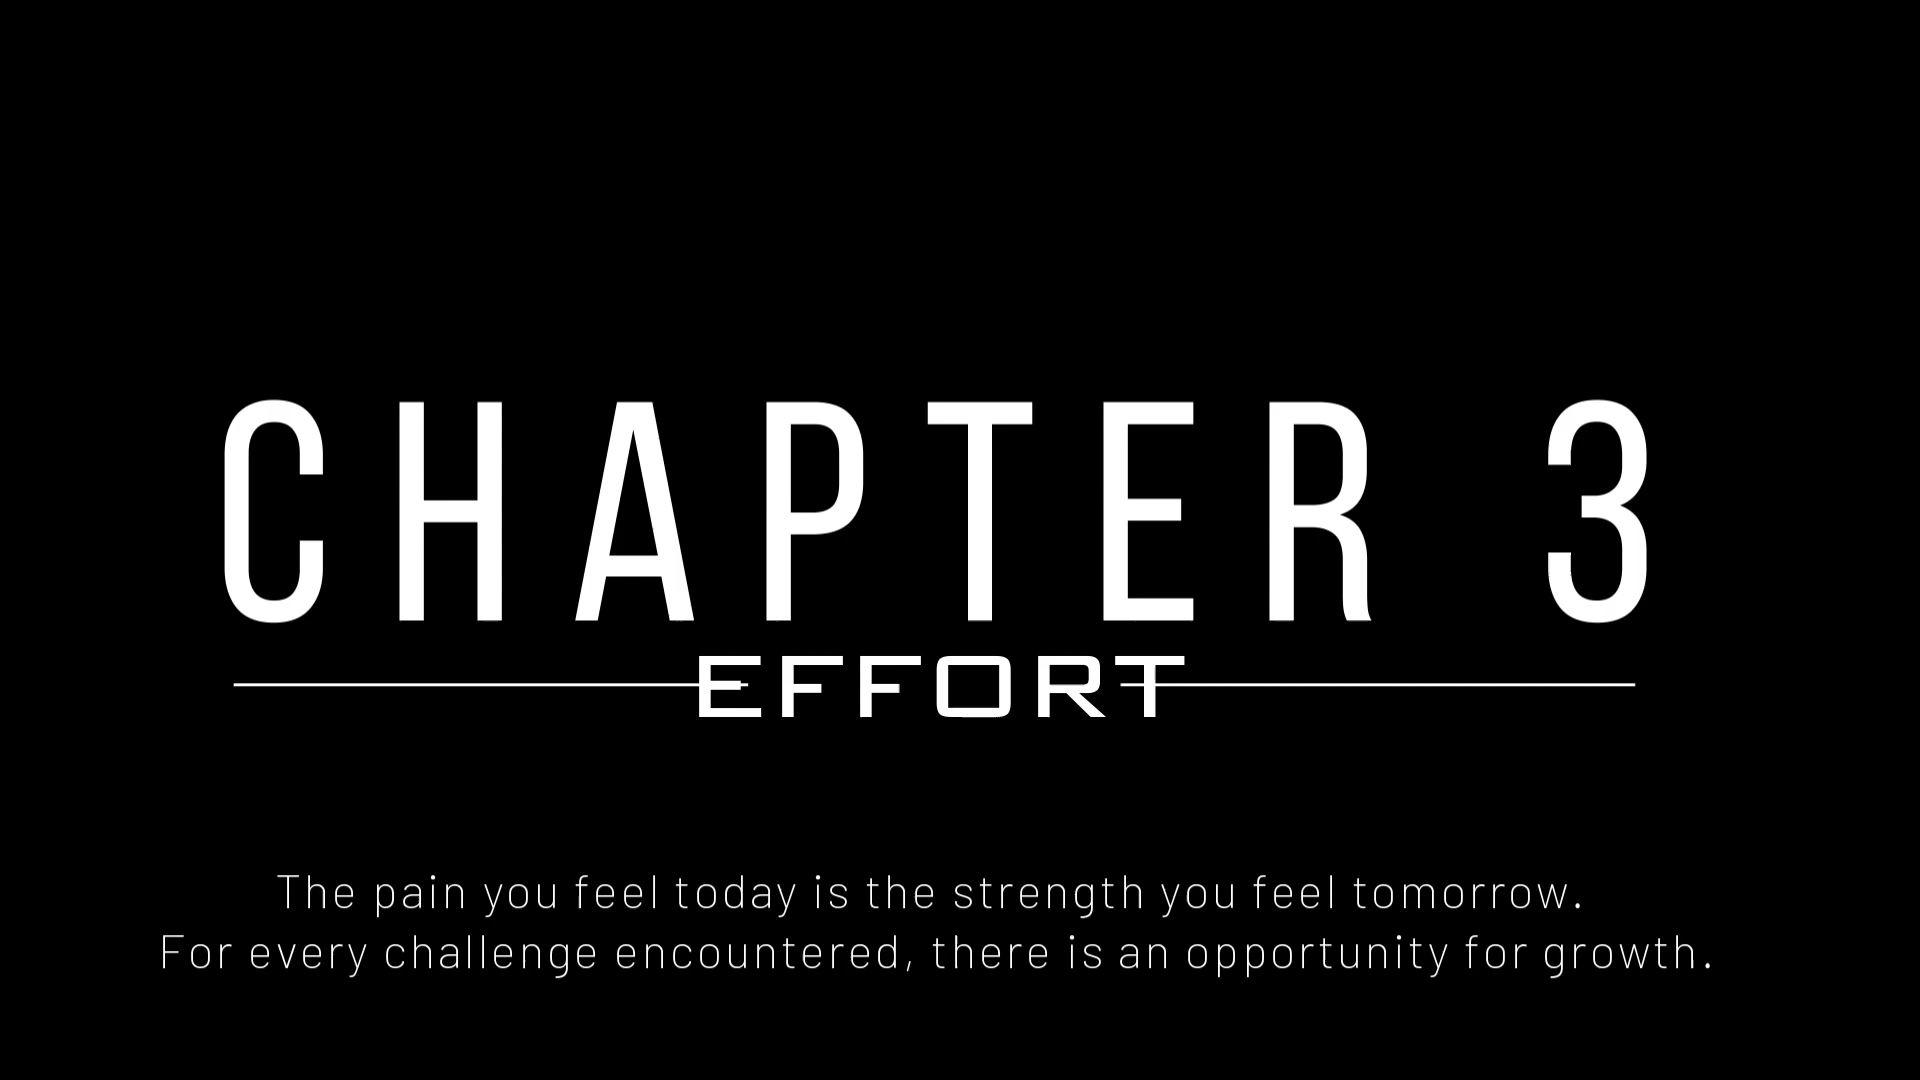 CHAPTER 3
EFFORT
The pain you feel today is the strength you feel tomorrow.
For every challenge encountered, there is an opportunity for growth.